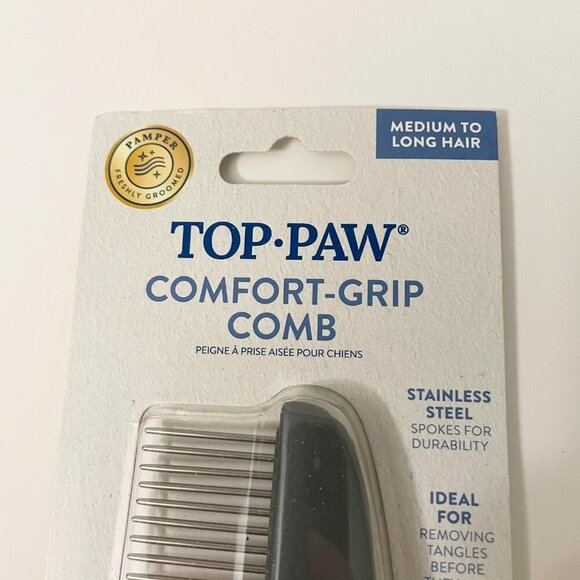 PAMPER
FRESHLY GROOMED
MEDIUM TO
LONG HAIR
TOP·PAW®
COMFORT-GRIP
COMB
PEIGNE À PRISE AISÉE POUR CHIENS
STAINLESS
STEEL
SPOKES FOR
DURABILITY
IDEAL
FOR
REMOVING
TANGLES
BEFORE